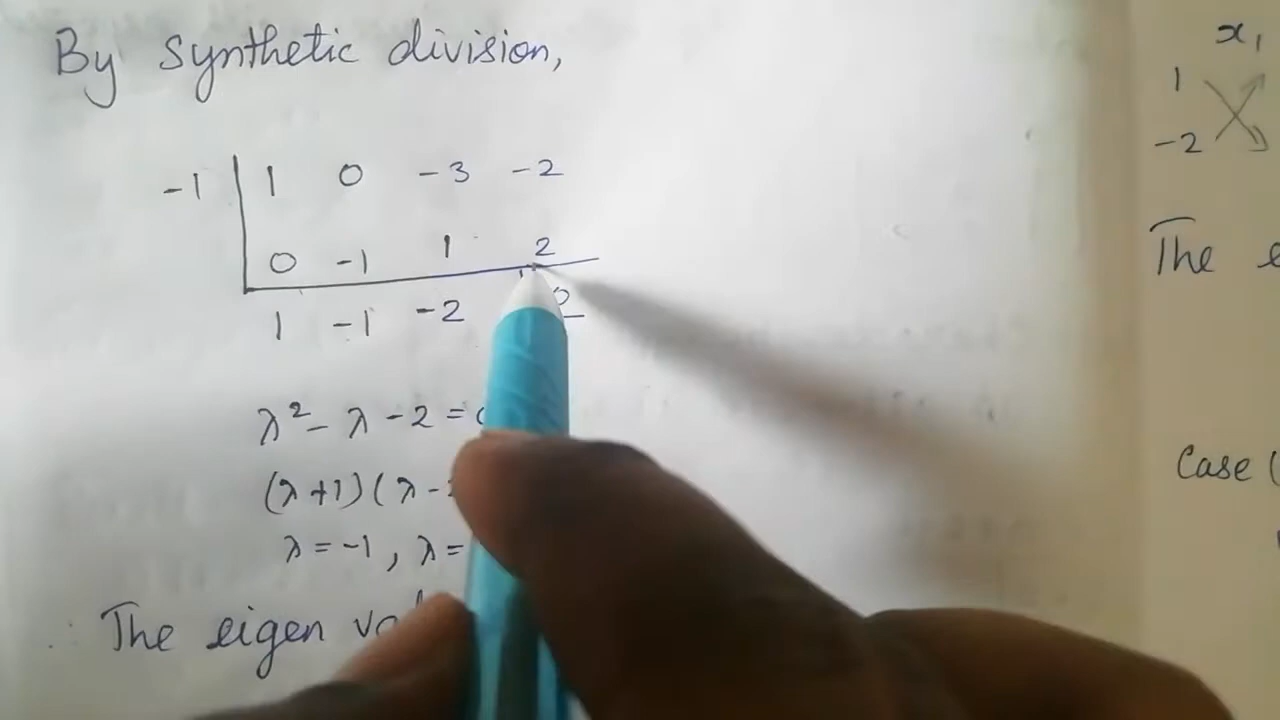 By Synthetic division,
-1 | 1 0 -3 -2
0 -1 1 2
1 -1 -2 0
λ² - λ - 2 =
(λ+1)(λ -
λ = -1, λ =
∴ The eigen
x₁
1
-2
The
Case (